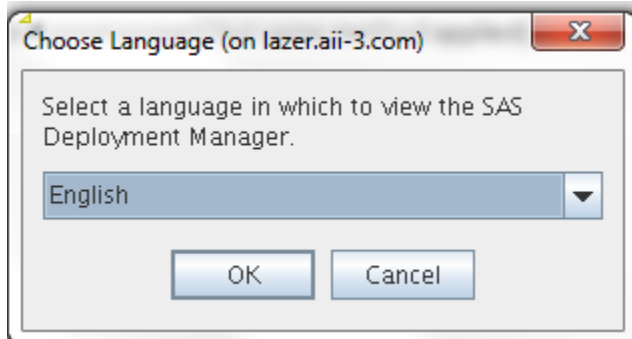 Choose Language (on lazer.aii-3.com)
Select a language in which to view the SAS
Deployment Manager.
English
OK
Cancel